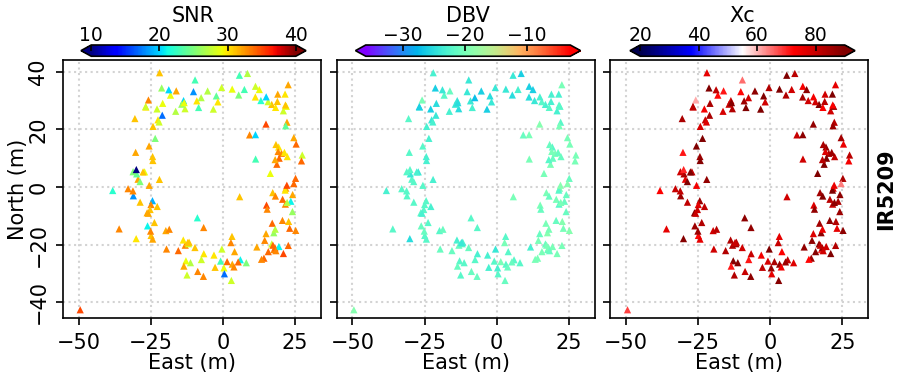 SNR DBV Xc
10 20 30 40 −30 −20 −10 20 40 60 80
40
20
0
−20
−40
North (m)
IR5209
−50 −25 0 25 −50 −25 0 25 −50 −25 0 25
East (m) East (m) East (m)